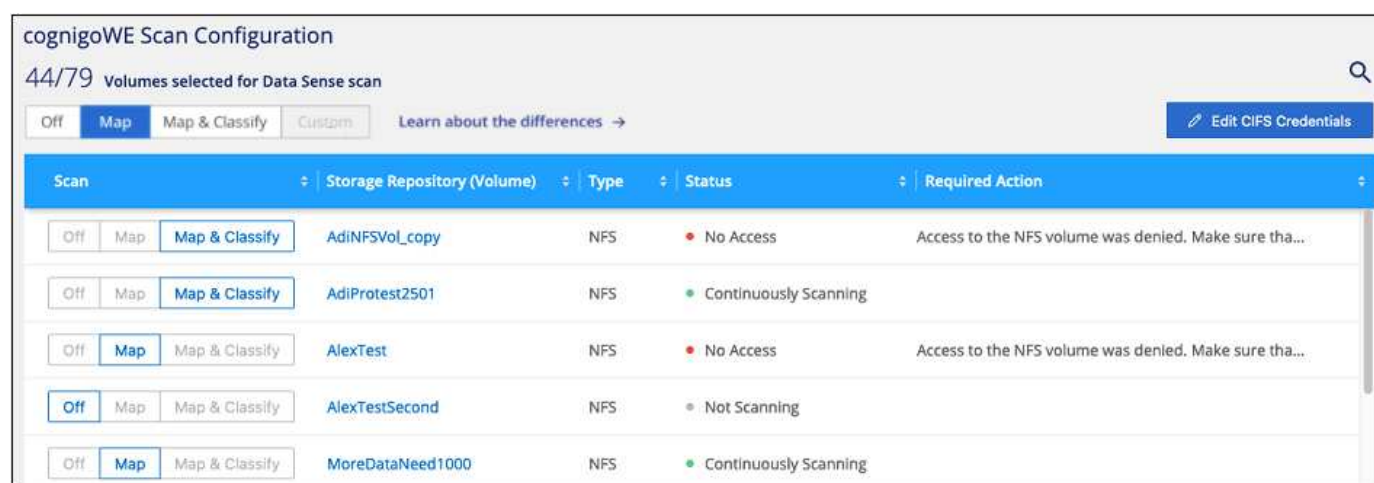 cognigoWE Scan Configuration
44/79 Volumes selected for Data Sense scan
Off Map Map & Classify Custom Learn about the differences → Edit CIFS Credentials
Scan Storage Repository (Volume) Type Status Required Action
Off Map Map & Classify AdiNFSVol_copy NFS No Access Access to the NFS volume was denied. Make sure tha...
Off Map Map & Classify AdiProtest2501 NFS Continuously Scanning
Off Map Map & Classify AlexTest NFS No Access Access to the NFS volume was denied. Make sure tha...
Off Map Map & Classify AlexTestSecond NFS Not Scanning
Off Map Map & Classify MoreDataNeed1000 NFS Continuously Scanning